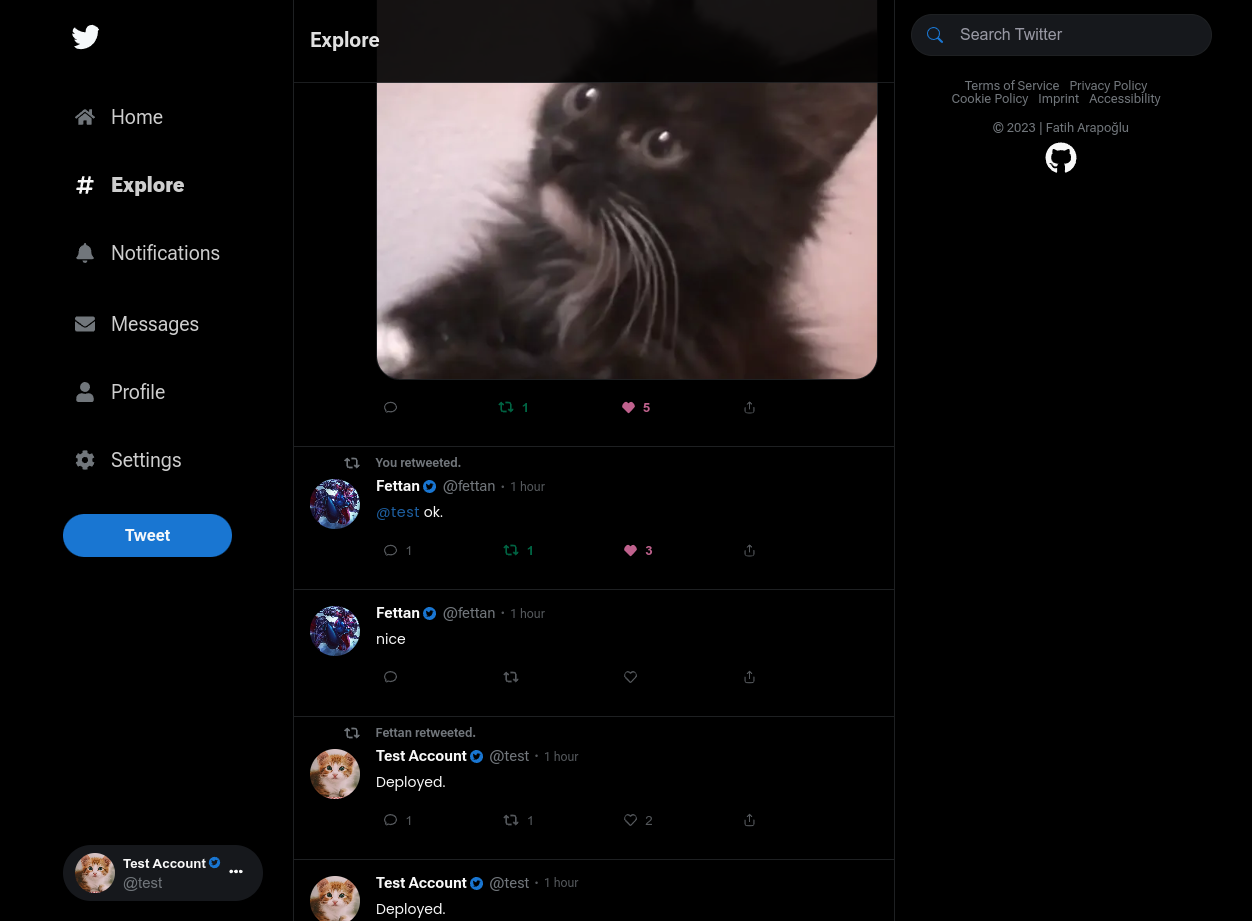 Home
Explore
Notifications
Messages
Profile
Settings
Tweet
Test Account
@test
Explore
1 5
You retweeted.
Fettan @fettan · 1 hour
@test ok.
1 1 3
Fettan @fettan · 1 hour
nice
Fettan retweeted.
Test Account @test · 1 hour
Deployed.
1 1 2
Test Account @test · 1 hour
Deployed.
Search Twitter
Terms of Service Privacy Policy
Cookie Policy Imprint Accessibility
© 2023 | Fatih Arapoğlu